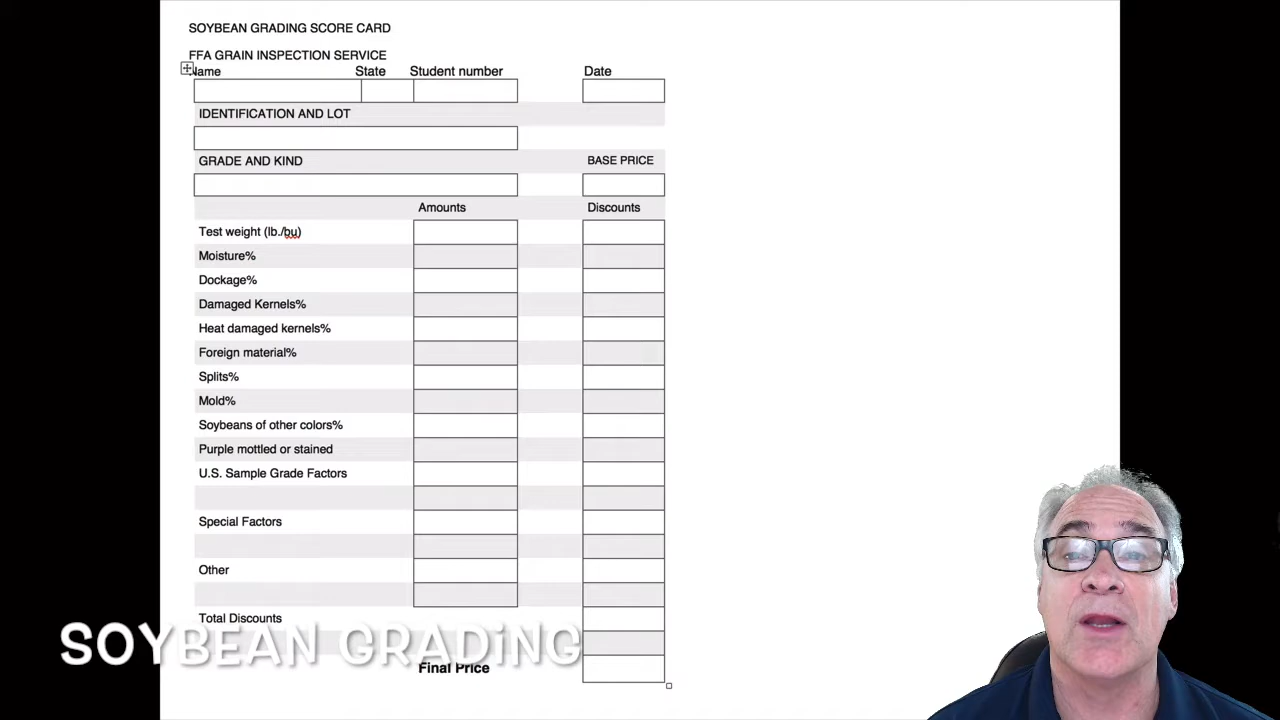 SOYBEAN GRADING SCORE CARD
FFA GRAIN INSPECTION SERVICE
Name State Student number Date
IDENTIFICATION AND LOT
GRADE AND KIND BASE PRICE
Amounts Discounts
Test weight (lb./bu)
Moisture%
Dockage%
Damaged Kernels%
Heat damaged kernels%
Foreign material%
Splits%
Mold%
Soybeans of other colors%
Purple mottled or stained
U.S. Sample Grade Factors
Special Factors
Other
Total Discounts
SOYBEAN GRADING
Final Price